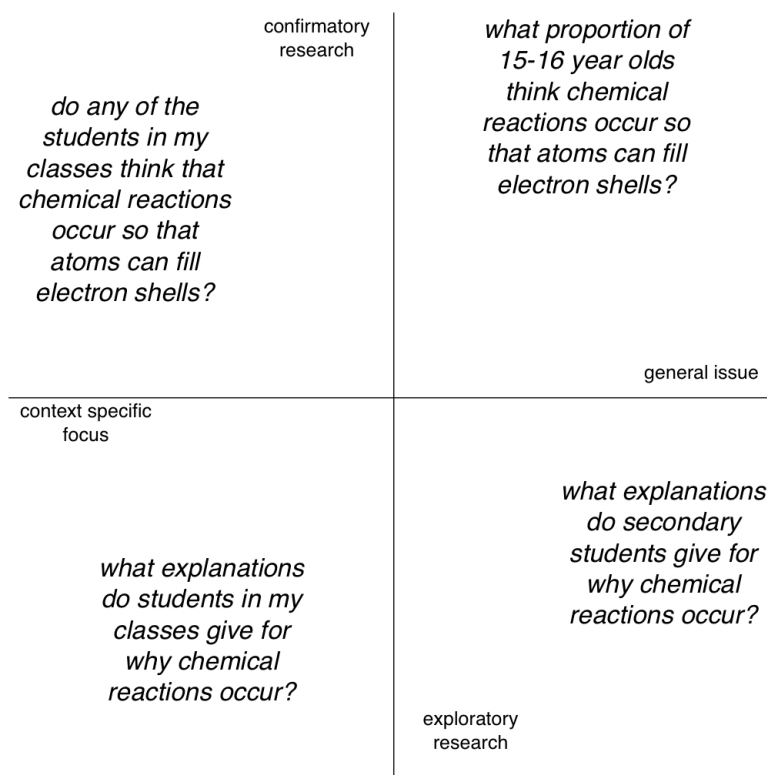 confirmatory
research
what proportion of
15-16 year olds
think chemical
reactions occur so
that atoms can fill
electron shells?
do any of the
students in my
classes think that
chemical reactions
occur so that
atoms can fill
electron shells?
general issue
context specific
focus
what explanations
do secondary
students give for
why chemical
reactions occur?
what explanations
do students in my
classes give for
why chemical
reactions occur?
exploratory
research